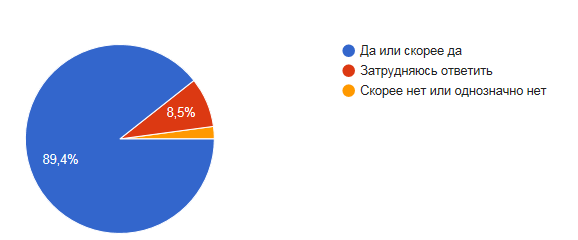 Да или скорее да
Затрудняюсь ответить
Скорее нет или однозначно нет
8,5%
89,4%